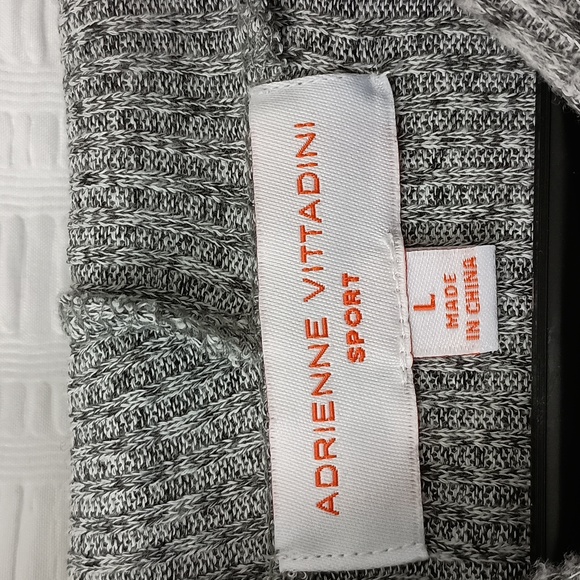 ADRIENNE VITTADINI
SPORT
L
MADE
IN CHINA